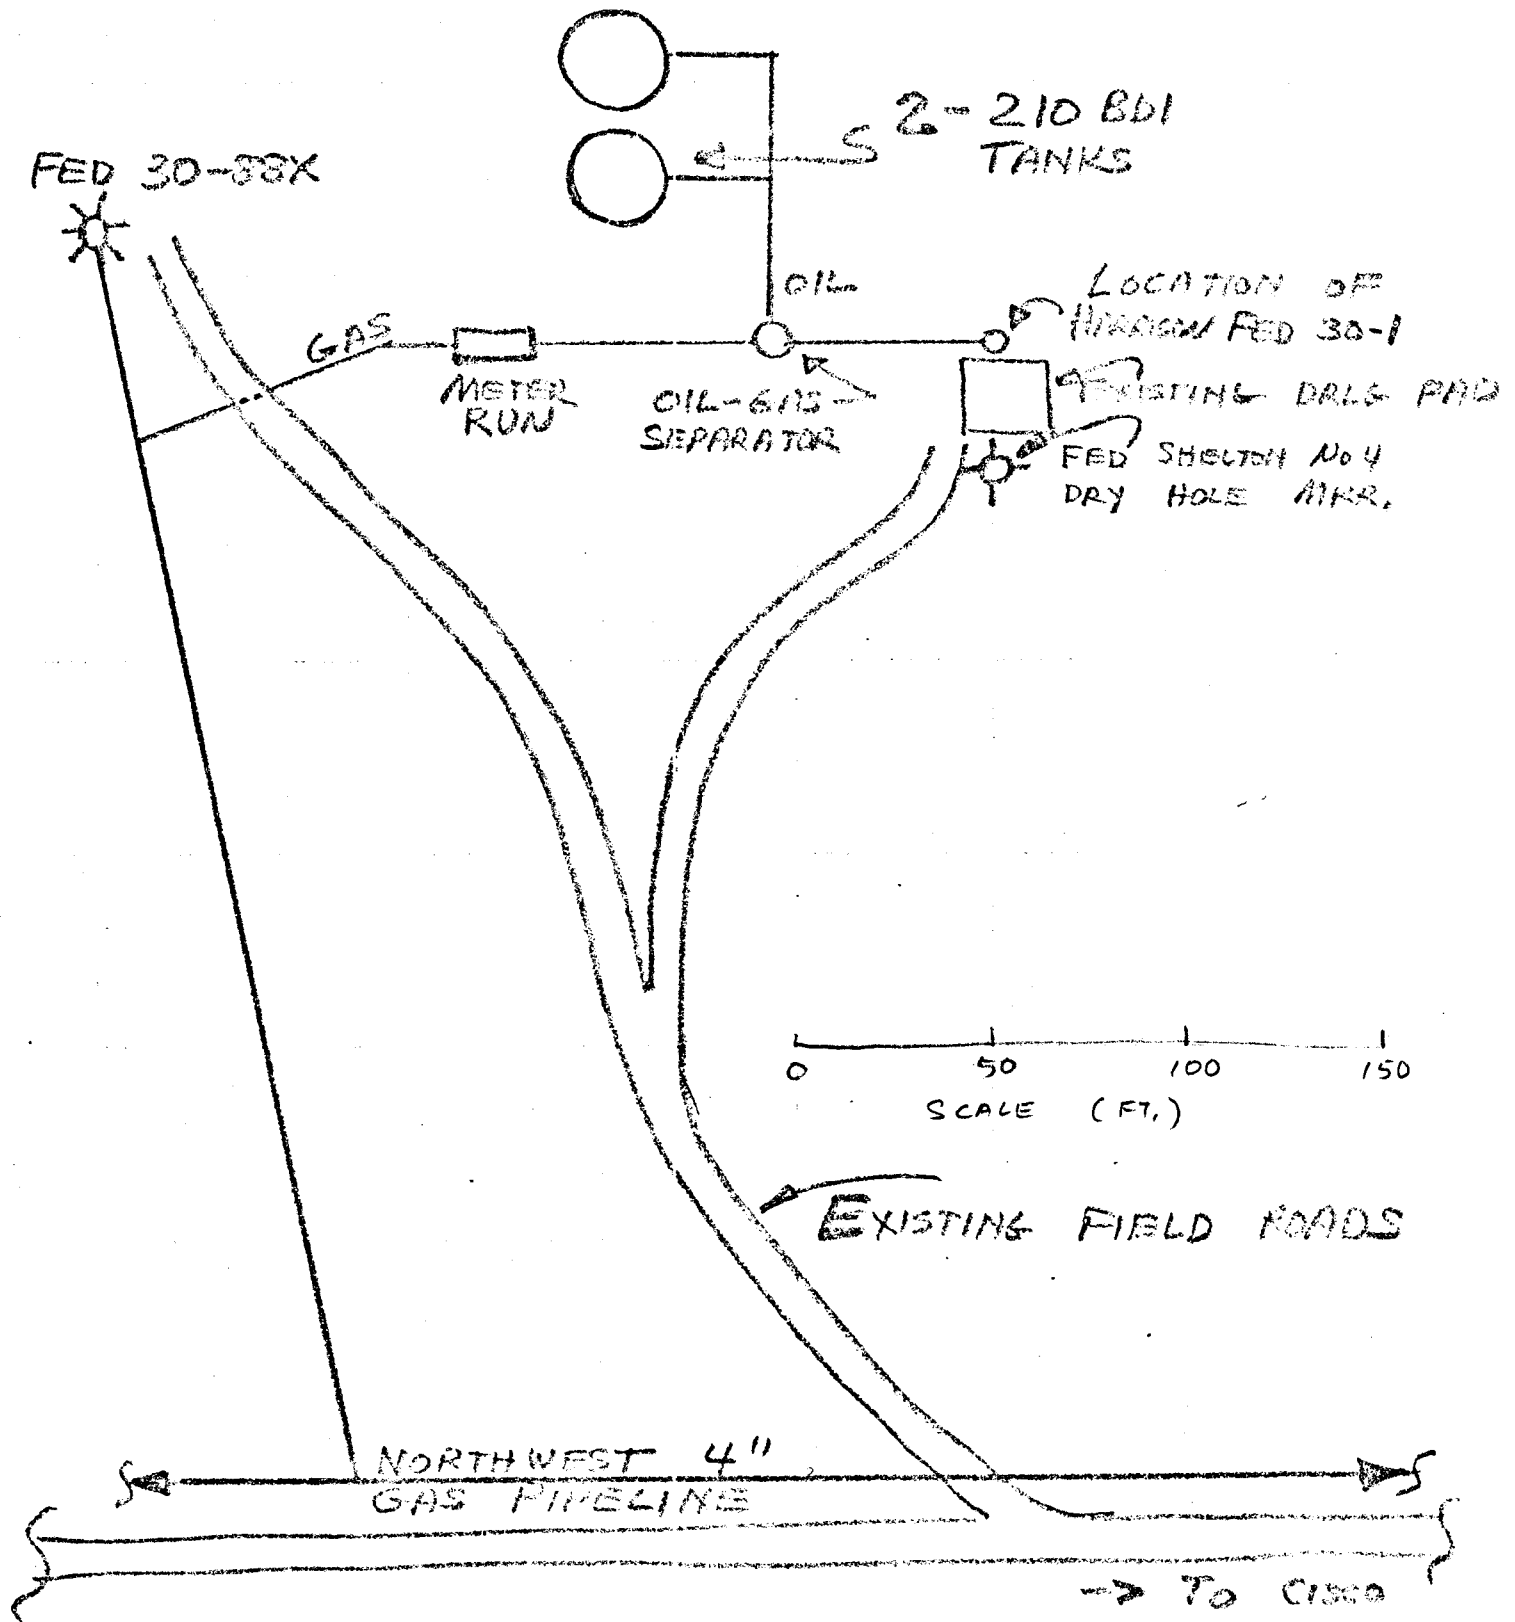 2-210 Bbl
TANKS
FED 30-88X
OIL
LOCATION OF
FED 30-1
GAS
METER
RUN
OIL-GAS
SEPARATOR
EXISTING DRLG PAD
FED SHELTON No 4
DRY HOLE MKR.
0 50 100 150
SCALE (FT.)
EXISTING FIELD ROADS
NORTHWEST 4"
GAS PIPELINE
-> TO CISCO